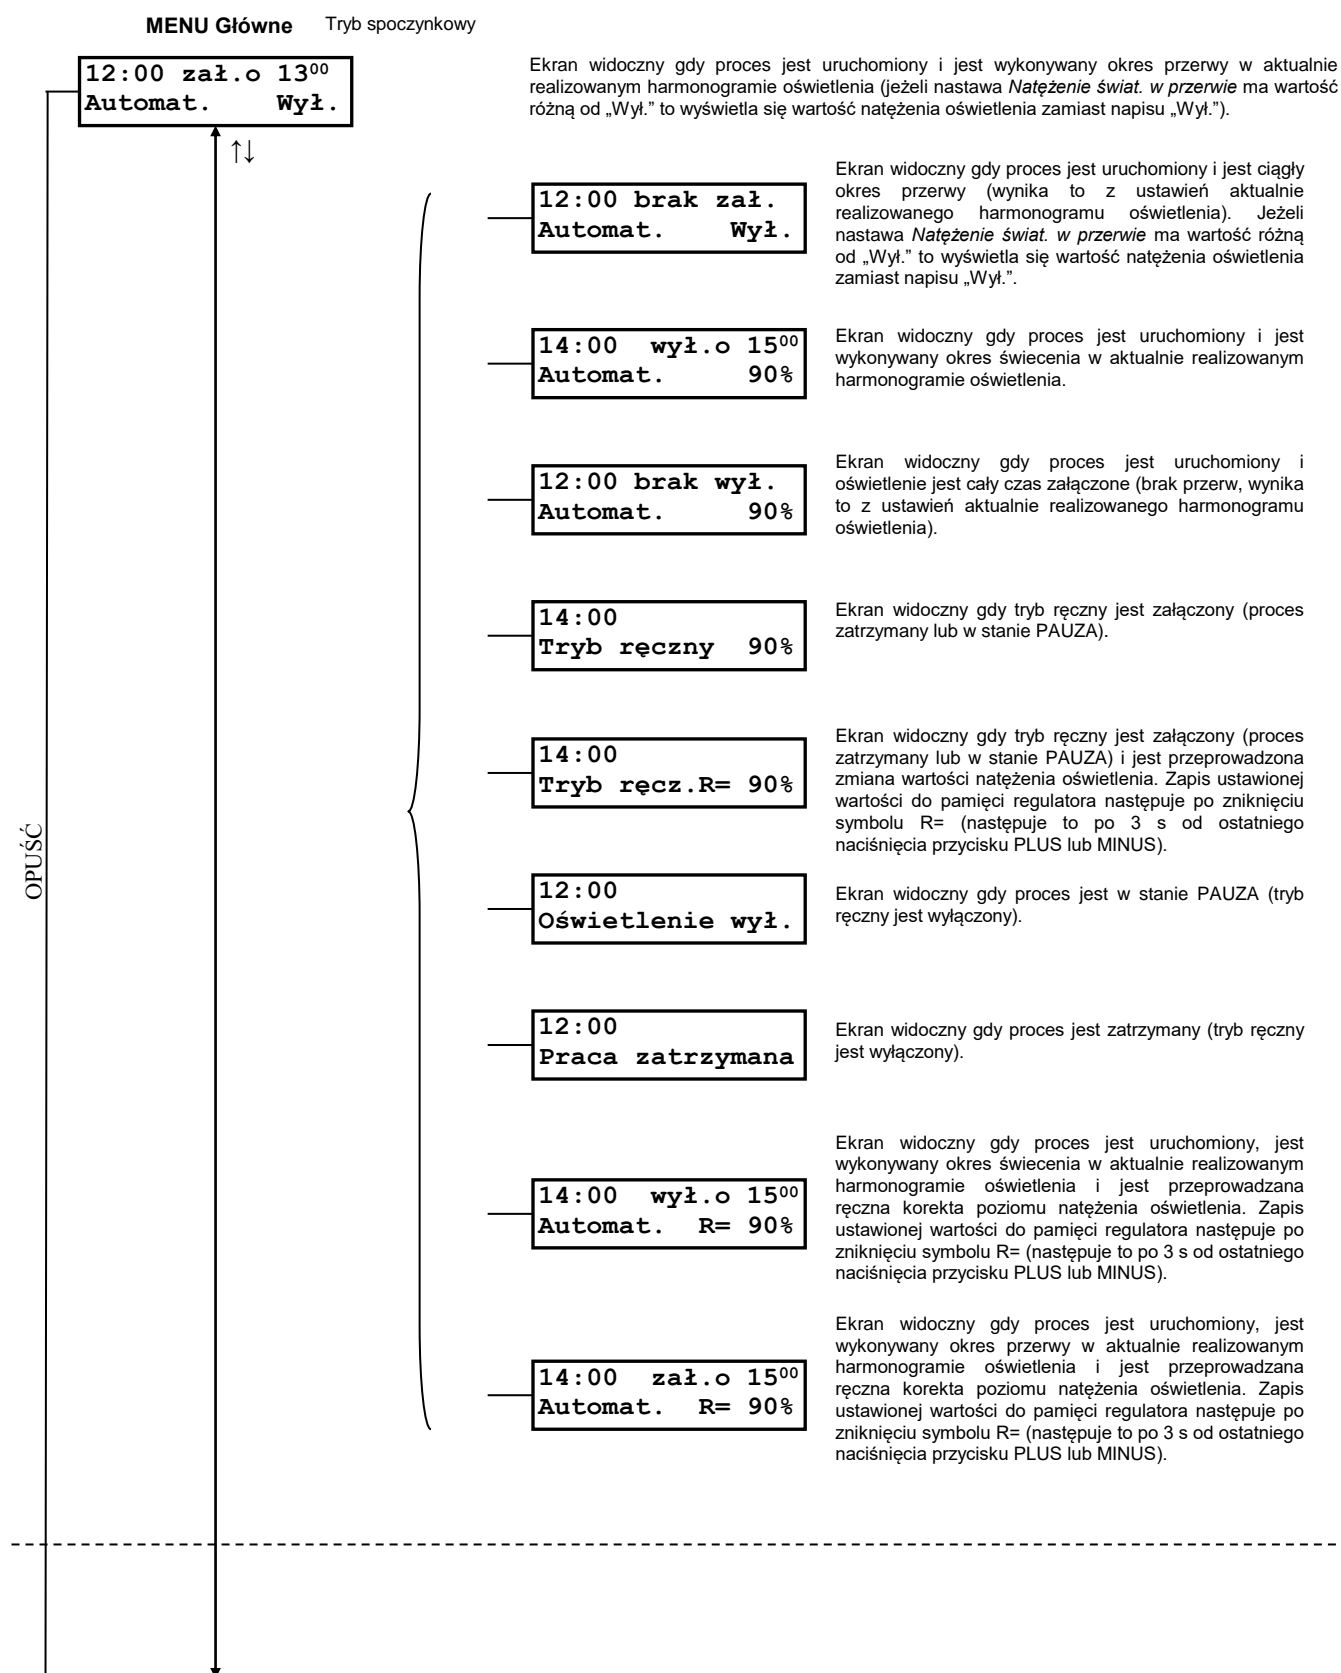 MENU Główne Tryb spoczynkowy
12:00 zał.o 13⁰⁰
Automat. Wył.
Ekran widoczny gdy proces jest uruchomiony i jest wykonywany okres przerwy w aktualnie
realizowanym harmonogramie oświetlenia (jeżeli nastawa Natężenie świat. w przerwie ma wartość
różną od „Wył.” to wyświetla się wartość natężenia oświetlenia zamiast napisu „Wył.”).
↑↓
12:00 brak zał.
Automat. Wył.
Ekran widoczny gdy proces jest uruchomiony i jest ciągły
okres przerwy (wynika to z ustawień aktualnie
realizowanego harmonogramu oświetlenia). Jeżeli
nastawa Natężenie świat. w przerwie ma wartość różną
od „Wył.” to wyświetla się wartość natężenia oświetlenia
zamiast napisu „Wył.”.
14:00 wył.o 15⁰⁰
Automat. 90%
Ekran widoczny gdy proces jest uruchomiony i jest
wykonywany okres świecenia w aktualnie realizowanym
harmonogramie oświetlenia.
12:00 brak wył.
Automat. 90%
Ekran widoczny gdy proces jest uruchomiony i
oświetlenie jest cały czas załączone (brak przerw, wynika
to z ustawień aktualnie realizowanego harmonogramu
oświetlenia).
14:00
Tryb ręczny 90%
Ekran widoczny gdy tryb ręczny jest załączony (proces
zatrzymany lub w stanie PAUZA).
14:00
Tryb ręcz.R= 90%
Ekran widoczny gdy tryb ręczny jest załączony (proces
zatrzymany lub w stanie PAUZA) i jest przeprowadzona
zmiana wartości natężenia oświetlenia. Zapis ustawionej
wartości do pamięci regulatora następuje po zniknięciu
symbolu R= (następuje to po 3 s od ostatniego
naciśnięcia przycisku PLUS lub MINUS).
OPUŚĆ
12:00
Oświetlenie wył.
Ekran widoczny gdy proces jest w stanie PAUZA (tryb
ręczny jest wyłączony).
12:00
Praca zatrzymana
Ekran widoczny gdy proces jest zatrzymany (tryb ręczny
jest wyłączony).
14:00 wył.o 15⁰⁰
Automat. R= 90%
Ekran widoczny gdy proces jest uruchomiony, jest
wykonywany okres świecenia w aktualnie realizowanym
harmonogramie oświetlenia i jest przeprowadzana
ręczna korekta poziomu natężenia oświetlenia. Zapis
ustawionej wartości do pamięci regulatora następuje po
zniknięciu symbolu R= (następuje to po 3 s od ostatniego
naciśnięcia przycisku PLUS lub MINUS).
14:00 zał.o 15⁰⁰
Automat. R= 90%
Ekran widoczny gdy proces jest uruchomiony, jest
wykonywany okres przerwy w aktualnie realizowanym
harmonogramie oświetlenia i jest przeprowadzana
ręczna korekta poziomu natężenia oświetlenia. Zapis
ustawionej wartości do pamięci regulatora następuje po
zniknięciu symbolu R= (następuje to po 3 s od ostatniego
naciśnięcia przycisku PLUS lub MINUS).